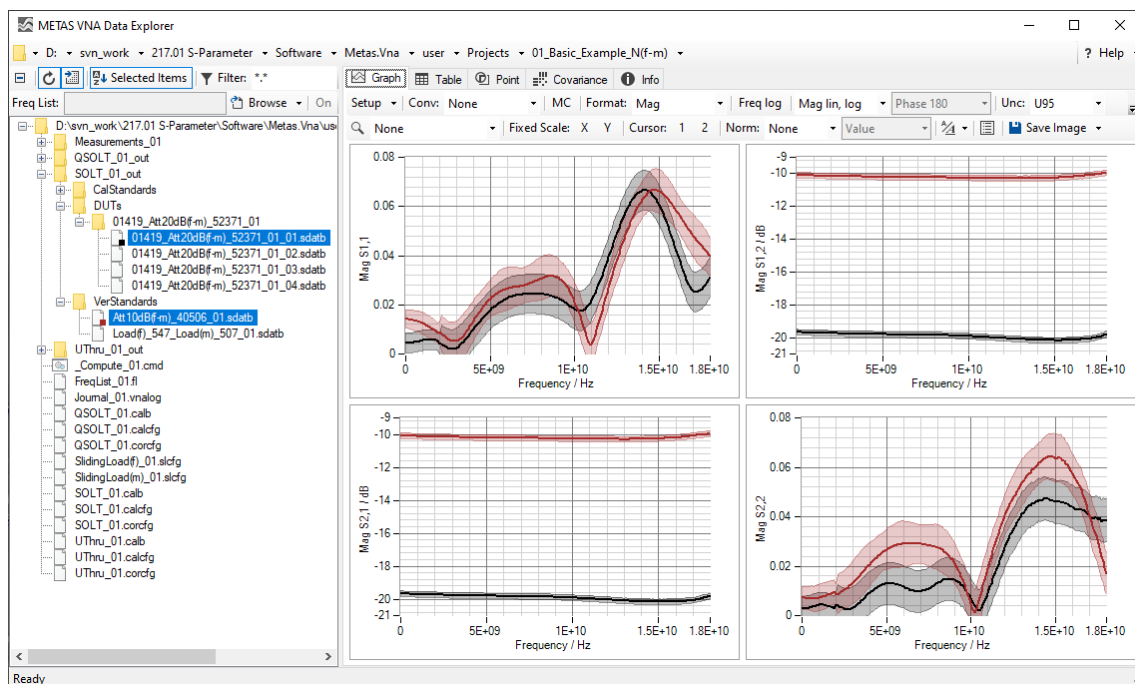 METAS VNA Data Explorer
D: svn_work 217.01 S-Parameter Software Metas.Vna user Projects 01_Basic_Example_N(f-m) ? Help
Selected Items Filter: *.* Graph Table Point Covariance Info
Freq List: Browse On Setup Conv: None MC Format: Mag Freq log Mag lin, log Phase 180 Unc: U95
None Fixed Scale: X Y Cursor: 1 2 Norm: None Value Save Image
D:\svn_work\217.01 S-Parameter\Software\Metas.Vna\use
Measurements_01
QSOLT_01_out
SOLT_01_out
CalStandards
DUTs
01419_Att20dB(f-m)_52371_01
01419_Att20dB(f-m)_52371_01_01.sdatb
01419_Att20dB(f-m)_52371_01_02.sdatb
01419_Att20dB(f-m)_52371_01_03.sdatb
01419_Att20dB(f-m)_52371_01_04.sdatb
VerStandards
Att10dB(f-m)_40506_01.sdatb
Load(f)_547_Load(m)_507_01.sdatb
UThru_01_out
_Compute_01.cmd
FreqList_01.fl
Journal_01.vnalog
QSOLT_01.calb
QSOLT_01.calcfg
QSOLT_01.corcfg
SlidingLoad(f)_01.slcfg
SlidingLoad(m)_01.slcfg
SOLT_01.calb
SOLT_01.calcfg
SOLT_01.corcfg
UThru_01.calb
UThru_01.calcfg
UThru_01.corcfg
Mag S1,1
0.08
0.06
0.04
0.02
0
0 5E+09 1E+10 1.5E+10 1.8E+10
Frequency / Hz
Mag S1,2 / dB
-9
-10
-12
-14
-16
-18
-20
-21
0 5E+09 1E+10 1.5E+10 1.8E+10
Frequency / Hz
Mag S2,1 / dB
-9
-10
-12
-14
-16
-18
-20
-21
0 5E+09 1E+10 1.5E+10 1.8E+10
Frequency / Hz
Mag S2,2
0.08
0.06
0.04
0.02
0
0 5E+09 1E+10 1.5E+10 1.8E+10
Frequency / Hz
Ready